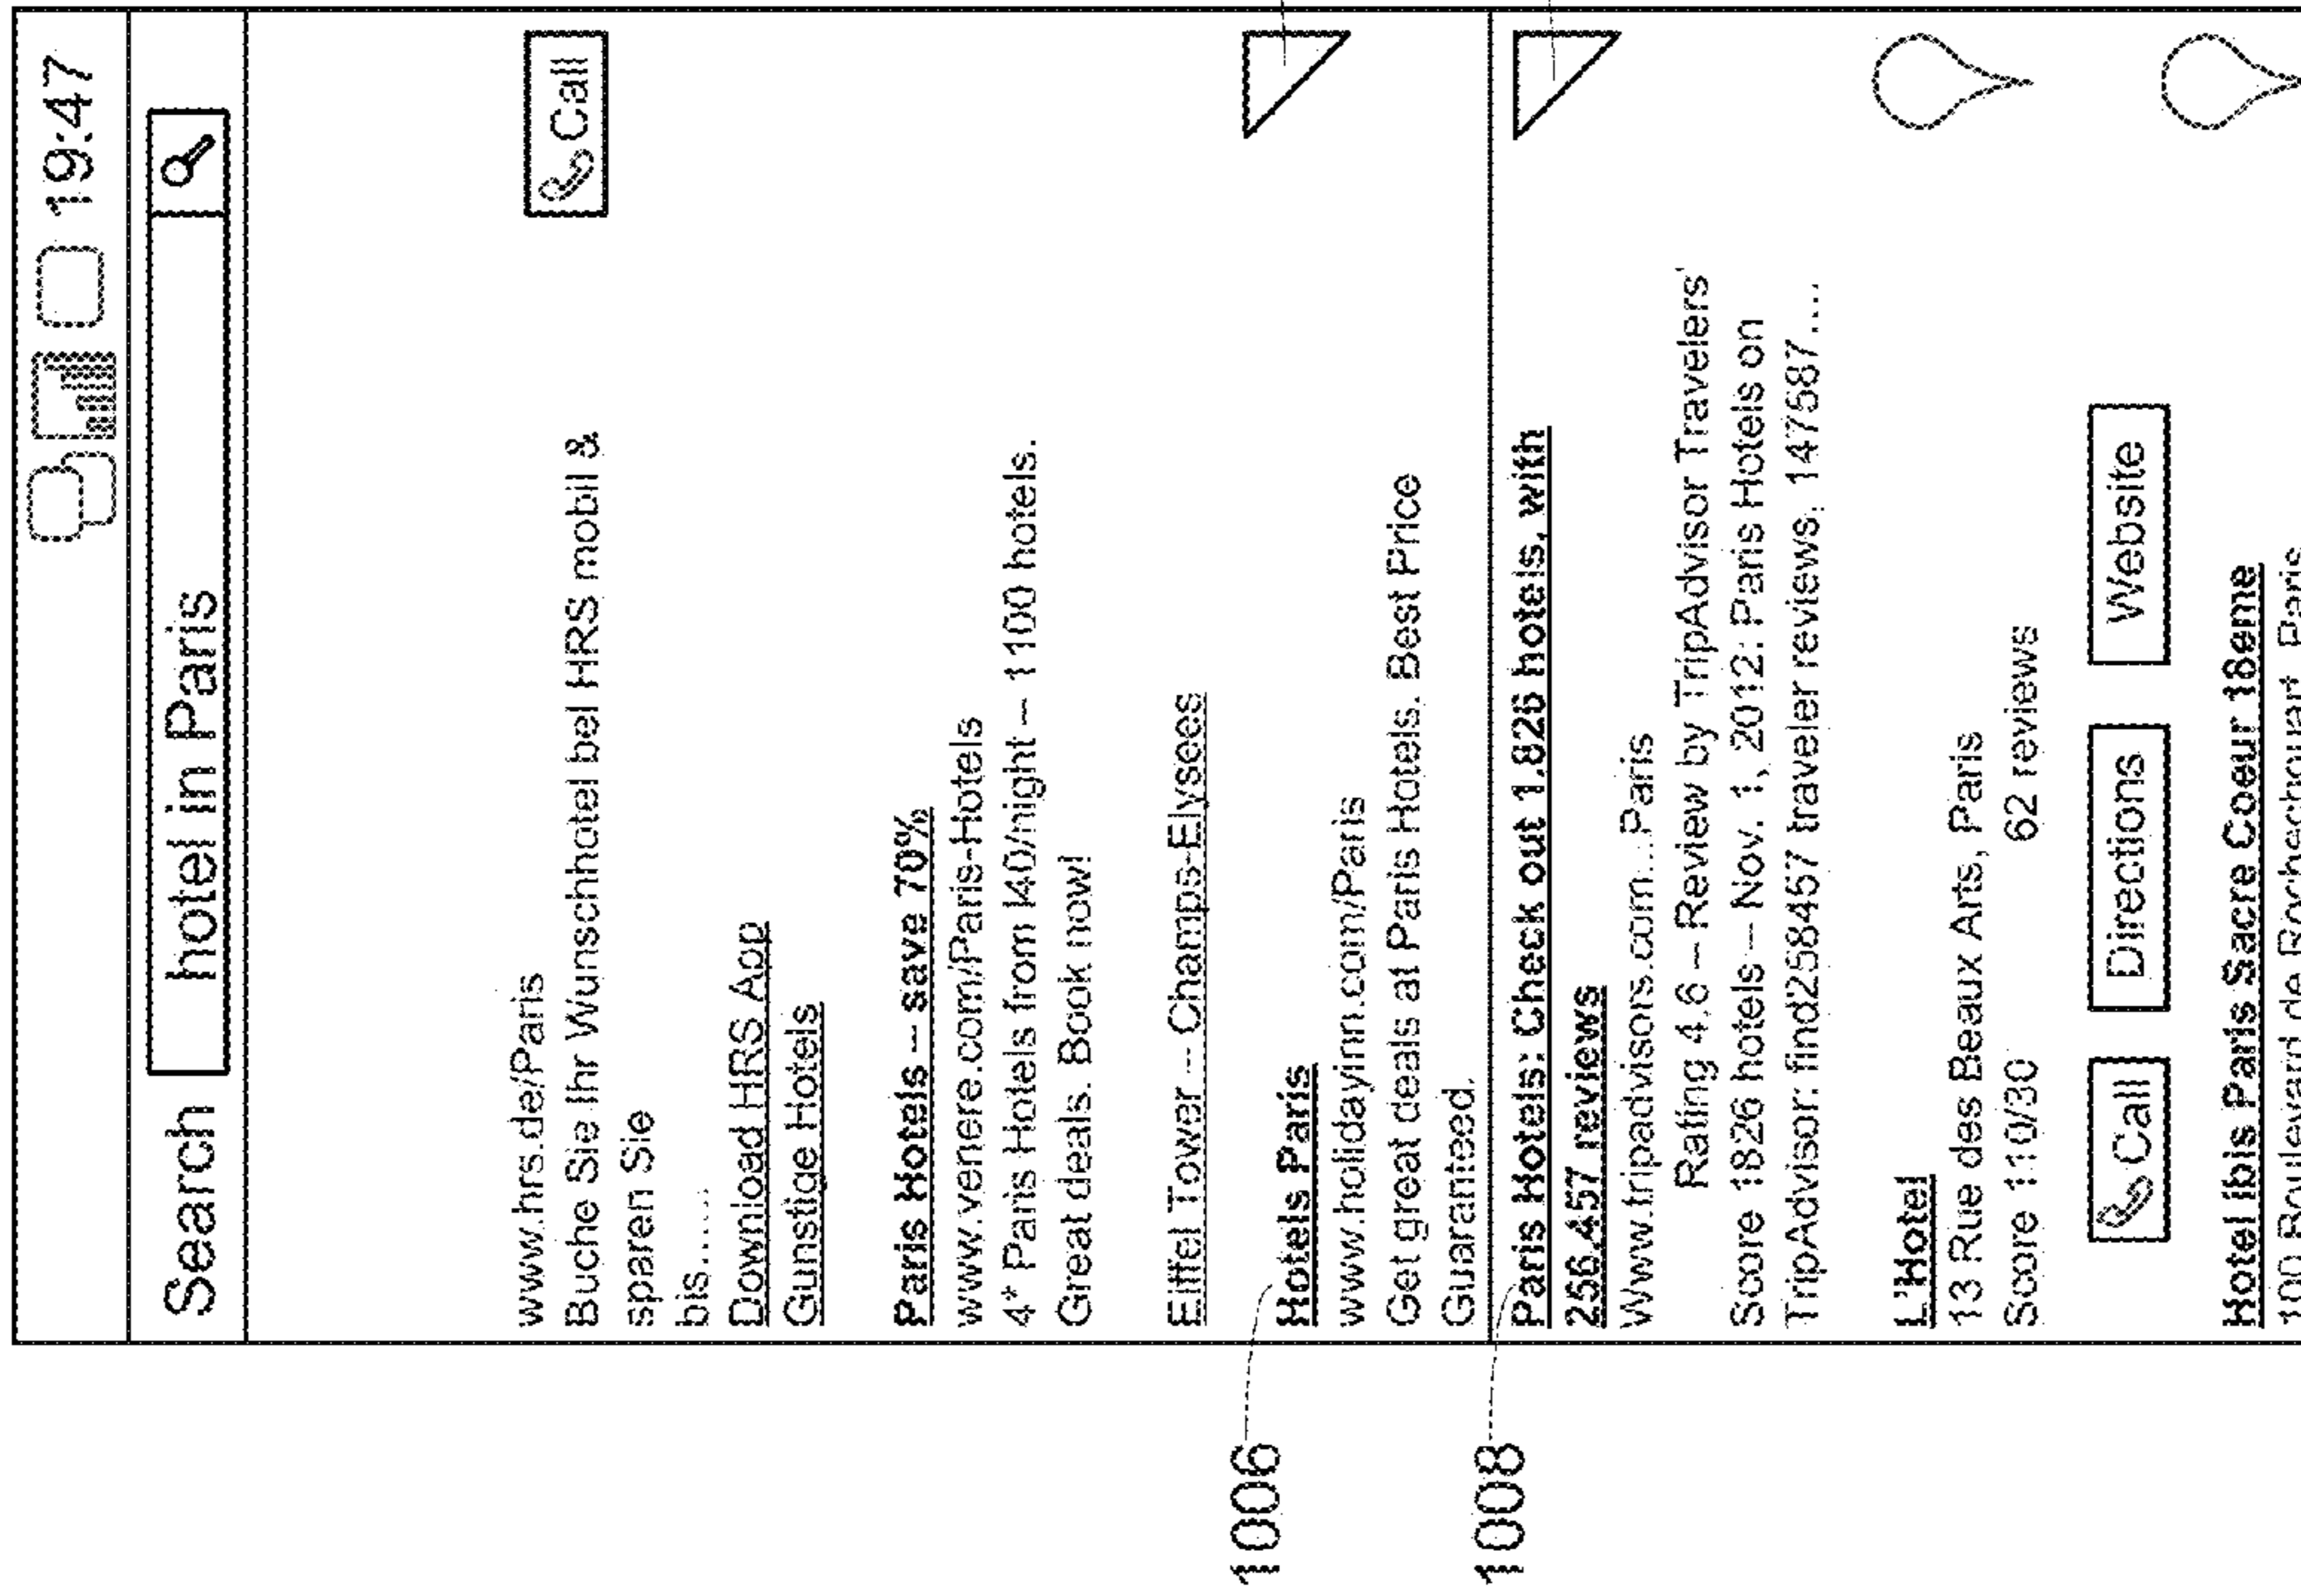 19:47
Search hotel in Paris
www.hrs.de/Paris
Call
Buche Sie Ihr Wunschhotel bei HRS mobil &
sparen Sie
bis......
Download HRS App
Gunstige Hotels
Paris Hotels – save 70%
www.venere.com/Paris-Hotels
4* Paris Hotels from I40/night – 1100 hotels.
Great deals. Book now!
Eiffel Tower – Champs-Elysees
1006
Hotels Paris
www.holidayinn.com/Paris
Get great deals at Paris Hotels. Best Price
Guaranteed.
1008
Paris Hotels: Check out 1.826 hotels, with
256.457 reviews
Www.tripadvisors.com...Paris
Rating 4,6 – Review by TripAdvisor Travelers'
Score 1826 hotels – Nov. 1, 2012: Paris Hotels on
TripAdvisor: find258457 traveler reviews, 147587...
L'Hotel
13 Rue des Beaux Arts, Paris
Score 110/30 62 reviews
Call Directions Website
Hotel ibis Paris Sacre Coeur 18eme
100 Boulevard de Rochechouart, Paris